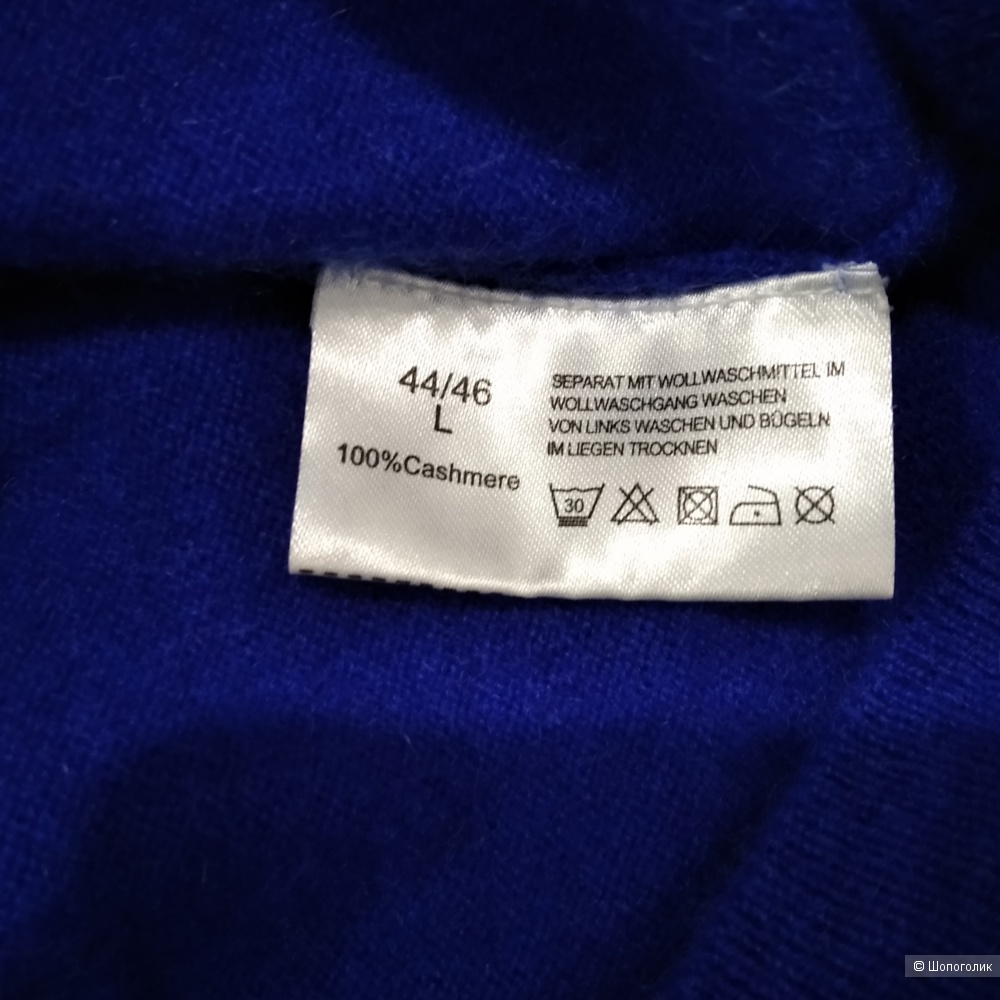 44/46
L
100%Cashmere
SEPARAT MIT WOLLWASCHMITTEL IM
WOLLWASCHGANG WASCHEN
VON LINKS WASCHEN UND BÜGELN
IM LIEGEN TROCKNEN
30
© Шопоголик